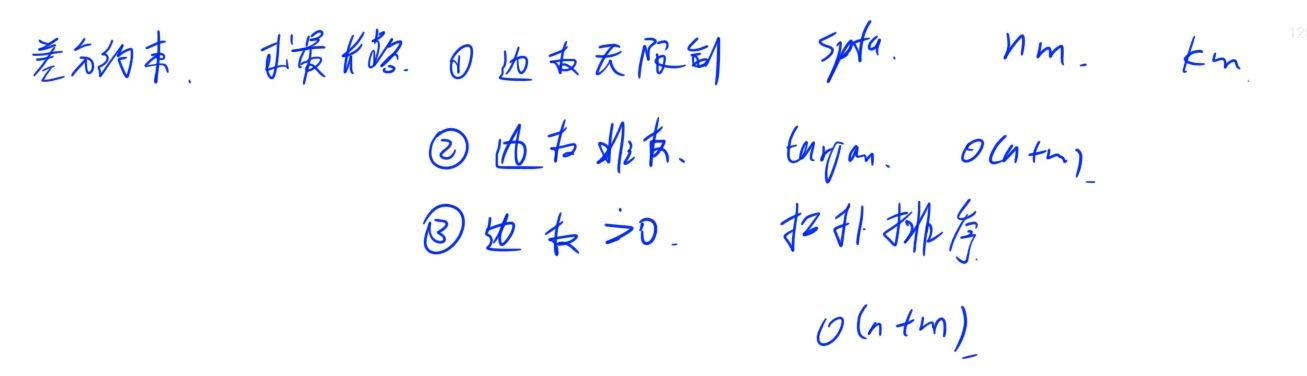 差分约束. 求最长路. ① 边权无限制 spfa. nm. km.
② 边权非负. tarjan. O(n+m)
③ 边权 >0. 拓扑排序
O(n+m)